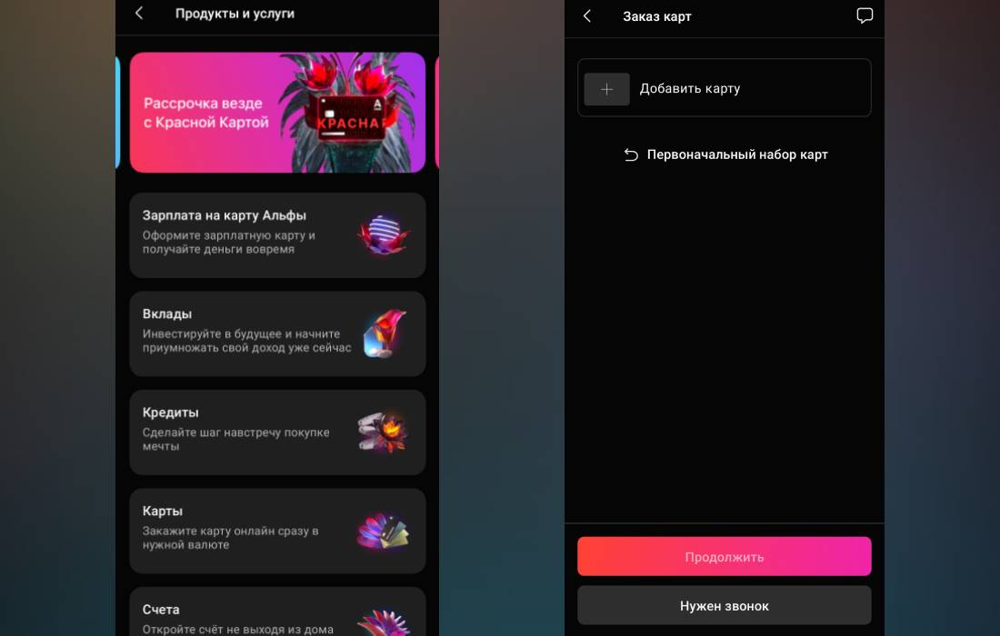 Продукты и услуги
Рассрочка везде
с Красной Картой
A
КРАСНАЯ
Зарплата на карту Альфы
Оформите зарплатную карту и
получайте деньги вовремя
Вклады
Инвестируйте в будущее и начните
приумножать свой доход уже сейчас
Кредиты
Сделайте шаг навстречу покупке
мечты
Карты
Закажите карту онлайн сразу в
нужной валюте
Счета
Откройте счёт не выходя из дома
Заказ карт
Добавить карту
Первоначальный набор карт
Продолжить
Нужен звонок